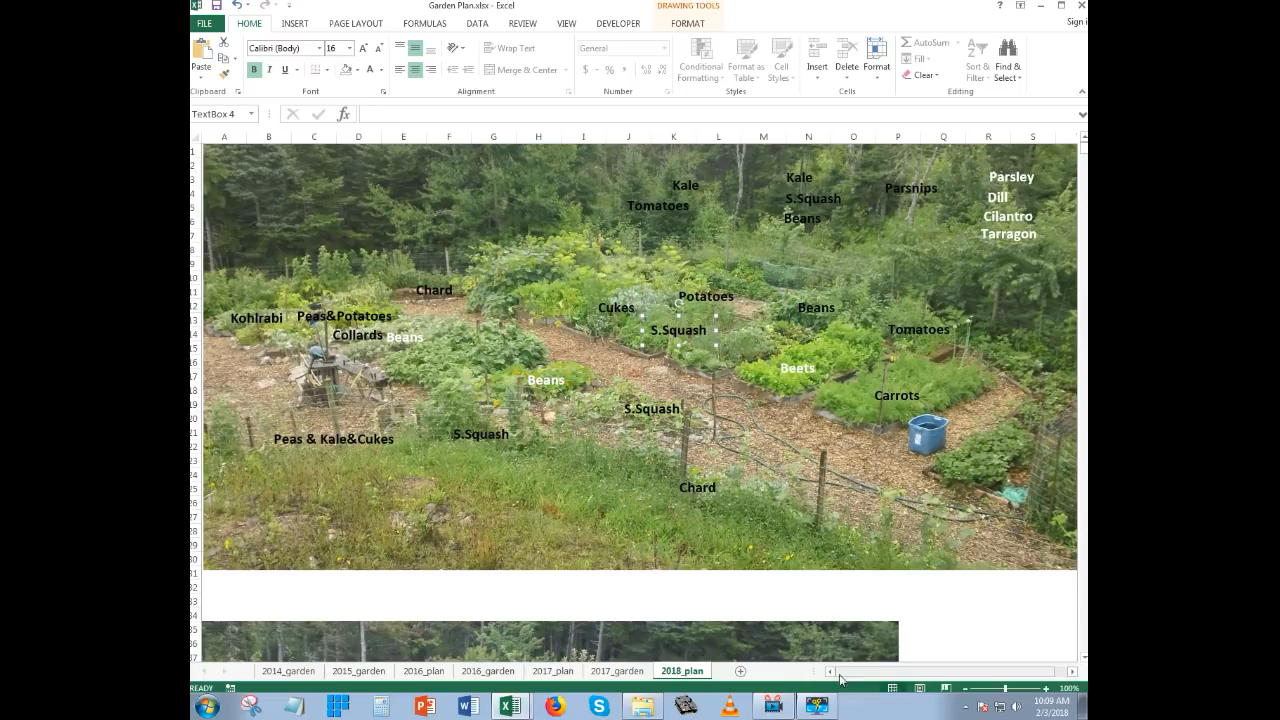 Garden Plan.xlsx - Excel
DRAWING TOOLS
Sign i
FILE HOME INSERT PAGE LAYOUT FORMULAS DATA REVIEW VIEW DEVELOPER FORMAT
Calibri (Body) 16
Wrap Text
General
AutoSum
Paste
B I U
Merge & Center
$ % ,
Conditional Formatting
Format as Table
Cell Styles
Insert
Delete
Format
Fill
Clear
Sort & Filter
Find & Select
Clipboard Font Alignment Number Styles Cells Editing
TextBox 4
fx
A B C D E F G H I J K L M N O P Q R S
Kale
Tomatoes
Kale
S.Squash
Beans
Parsnips
Parsley
Dill
Cilantro
Tarragon
Chard
Cukes
Potatoes
Beans
Kohlrabi
Peas&Potatoes
Collards
Beans
S.Squash
Tomatoes
Beans
Beets
Carrots
S.Squash
S.Squash
Peas & Kale&Cukes
Chard
2014_garden 2015_garden 2016_plan 2016_garden 2017_plan 2017_garden 2018_plan
READY
100%
10:09 AM
2/3/2018